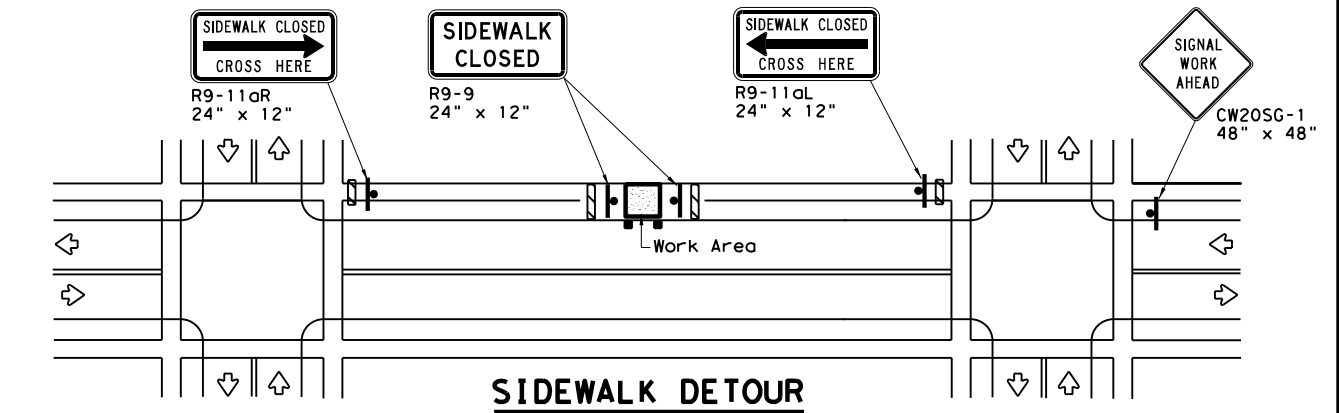 SIDEWALK CLOSED
CROSS HERE
R9-11aR
24" x 12"
SIDEWALK
CLOSED
R9-9
24" x 12"
SIDEWALK CLOSED
CROSS HERE
R9-11aL
24" x 12"
SIGNAL
WORK
AHEAD
CW20SG-1
48" x 48"
Work Area
SIDEWALK DETOUR